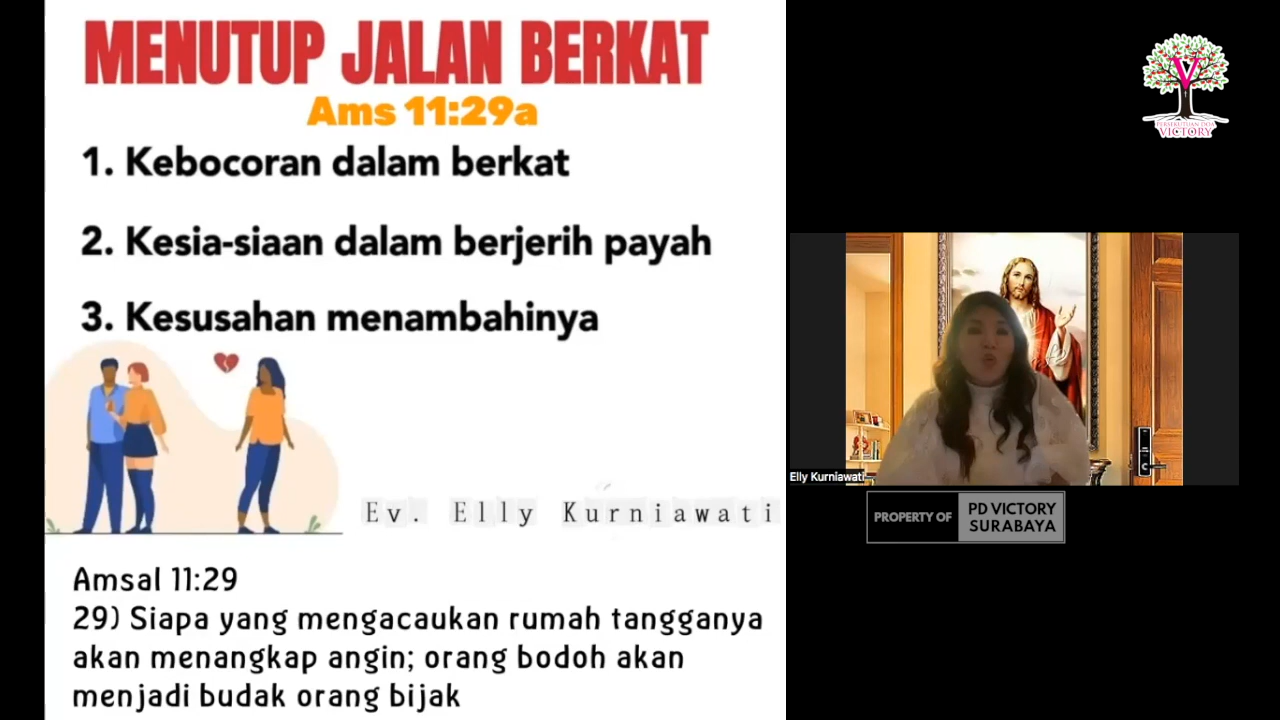 MENUTUP JALAN BERKAT
Ams 11:29a
1. Kebocoran dalam berkat
2. Kesia-siaan dalam berjerih payah
3. Kesusahan menambahinya
Ev. Elly Kurniawati
Amsal 11:29
29) Siapa yang mengacaukan rumah tangganya
akan menangkap angin; orang bodoh akan
menjadi budak orang bijak
V
PERSEKUTUAN DOA
VICTORY
Elly Kurniawati
PROPERTY OF
PD VICTORY
SURABAYA